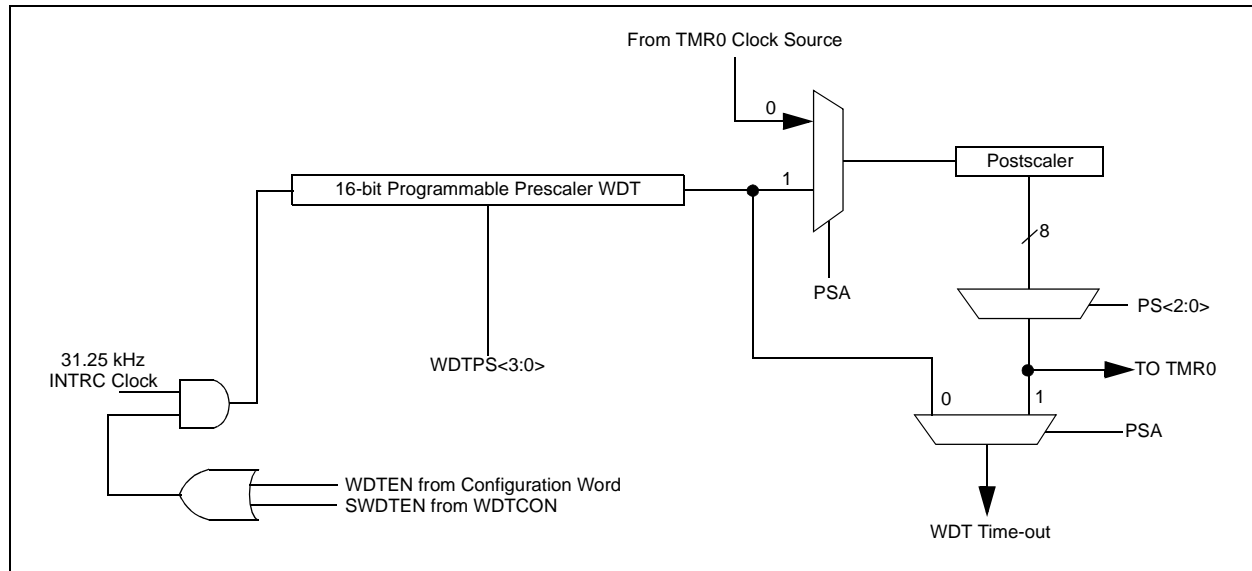 From TMR0 Clock Source
0
Postscaler
16-bit Programmable Prescaler WDT
1
8
PSA
PS<2:0>
31.25 kHz
INTRC Clock
WDTPS<3:0>
TO TMR0
0
1
PSA
WDTEN from Configuration Word
SWDTEN from WDTCON
WDT Time-out